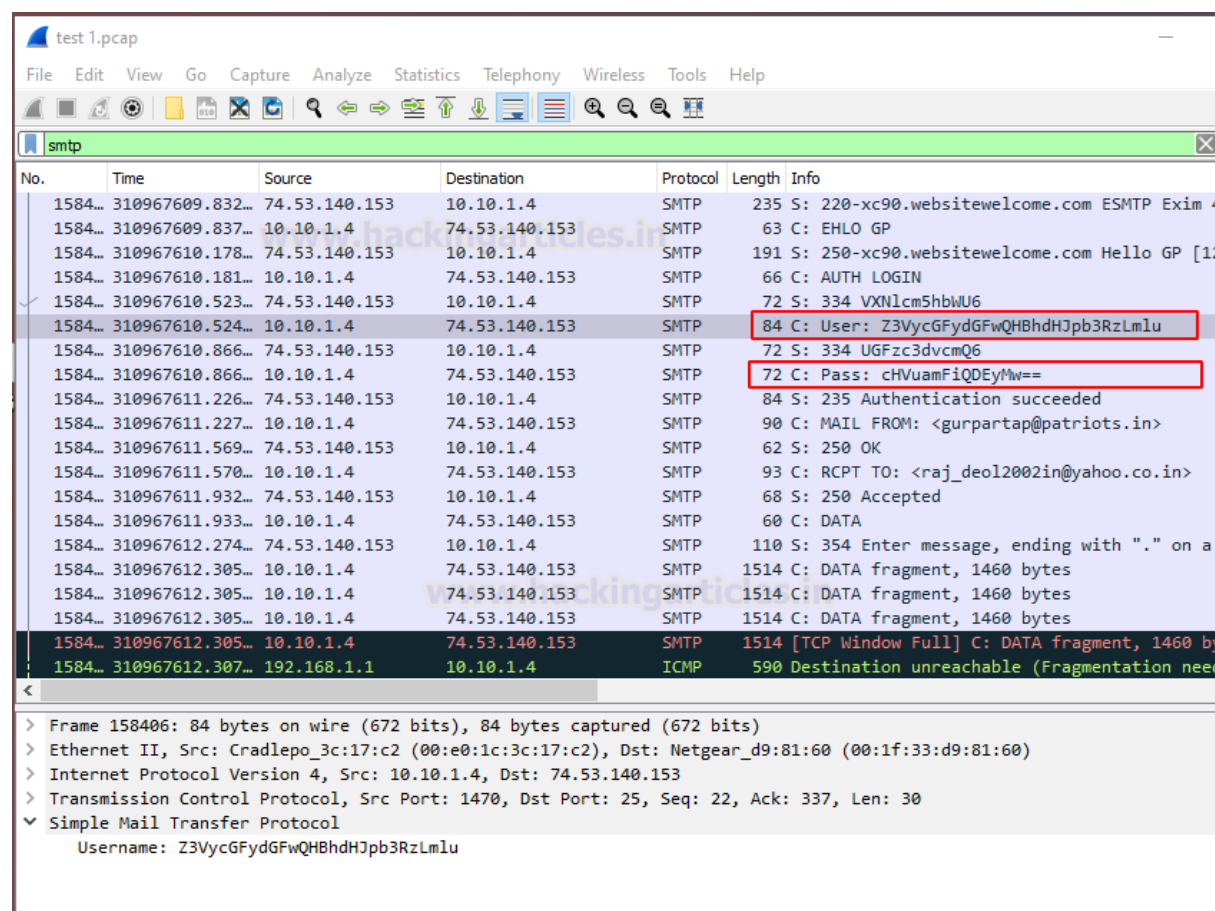 test 1.pcap
File Edit View Go Capture Analyze Statistics Telephony Wireless Tools Help
smtp
No. Time Source Destination Protocol Length Info
1584… 310967609.832… 74.53.140.153 10.10.1.4 SMTP 235 S: 220-xc90.websitewelcome.com ESMTP Exim 4
1584… 310967609.837… 10.10.1.4 74.53.140.153 SMTP 63 C: EHLO GP
www.hackingarticles.in
1584… 310967610.178… 74.53.140.153 10.10.1.4 SMTP 191 S: 250-xc90.websitewelcome.com Hello GP [12
1584… 310967610.181… 10.10.1.4 74.53.140.153 SMTP 66 C: AUTH LOGIN
1584… 310967610.523… 74.53.140.153 10.10.1.4 SMTP 72 S: 334 VXNlcm5hbWU6
1584… 310967610.524… 10.10.1.4 74.53.140.153 SMTP 84 C: User: Z3VycGFydGFwQHBhdHJpb3RzLmlu
1584… 310967610.866… 74.53.140.153 10.10.1.4 SMTP 72 S: 334 UGFzc3dvcmQ6
1584… 310967610.866… 10.10.1.4 74.53.140.153 SMTP 72 C: Pass: cHVuamFiQDEyMw==
1584… 310967611.226… 74.53.140.153 10.10.1.4 SMTP 84 S: 235 Authentication succeeded
1584… 310967611.227… 10.10.1.4 74.53.140.153 SMTP 90 C: MAIL FROM: <gurpartap@patriots.in>
1584… 310967611.569… 74.53.140.153 10.10.1.4 SMTP 62 S: 250 OK
1584… 310967611.570… 10.10.1.4 74.53.140.153 SMTP 93 C: RCPT TO: <raj_deol2002in@yahoo.co.in>
1584… 310967611.932… 74.53.140.153 10.10.1.4 SMTP 68 S: 250 Accepted
1584… 310967611.933… 10.10.1.4 74.53.140.153 SMTP 60 C: DATA
1584… 310967612.274… 74.53.140.153 10.10.1.4 SMTP 110 S: 354 Enter message, ending with "." on a
1584… 310967612.305… 10.10.1.4 74.53.140.153 SMTP 1514 C: DATA fragment, 1460 bytes
1584… 310967612.305… 10.10.1.4 74.53.140.153 SMTP 1514 C: DATA fragment, 1460 bytes
www.hackingarticles.in
1584… 310967612.305… 10.10.1.4 74.53.140.153 SMTP 1514 C: DATA fragment, 1460 bytes
1584… 310967612.305… 10.10.1.4 74.53.140.153 SMTP 1514 [TCP Window Full] C: DATA fragment, 1460 by
1584… 310967612.307… 192.168.1.1 10.10.1.4 ICMP 590 Destination unreachable (Fragmentation need
Frame 158406: 84 bytes on wire (672 bits), 84 bytes captured (672 bits)
Ethernet II, Src: Cradlepo_3c:17:c2 (00:e0:1c:3c:17:c2), Dst: Netgear_d9:81:60 (00:1f:33:d9:81:60)
Internet Protocol Version 4, Src: 10.10.1.4, Dst: 74.53.140.153
Transmission Control Protocol, Src Port: 1470, Dst Port: 25, Seq: 22, Ack: 337, Len: 30
Simple Mail Transfer Protocol
Username: Z3VycGFydGFwQHBhdHJpb3RzLmlu